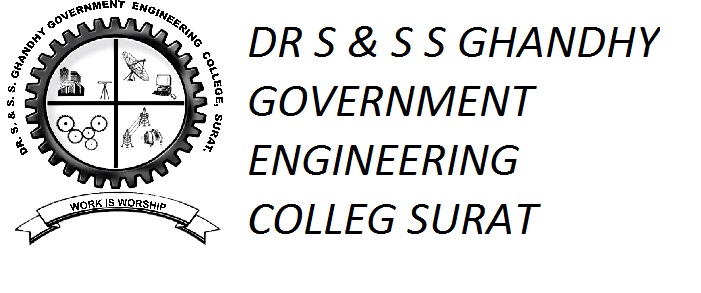 DR. S. & S. S. GHANDHY GOVERNMENT ENGINEERING COLLEGE, SURAT.
WORK IS WORSHIP
DR S & S S GHANDHY
GOVERNMENT
ENGINEERING
COLLEG SURAT